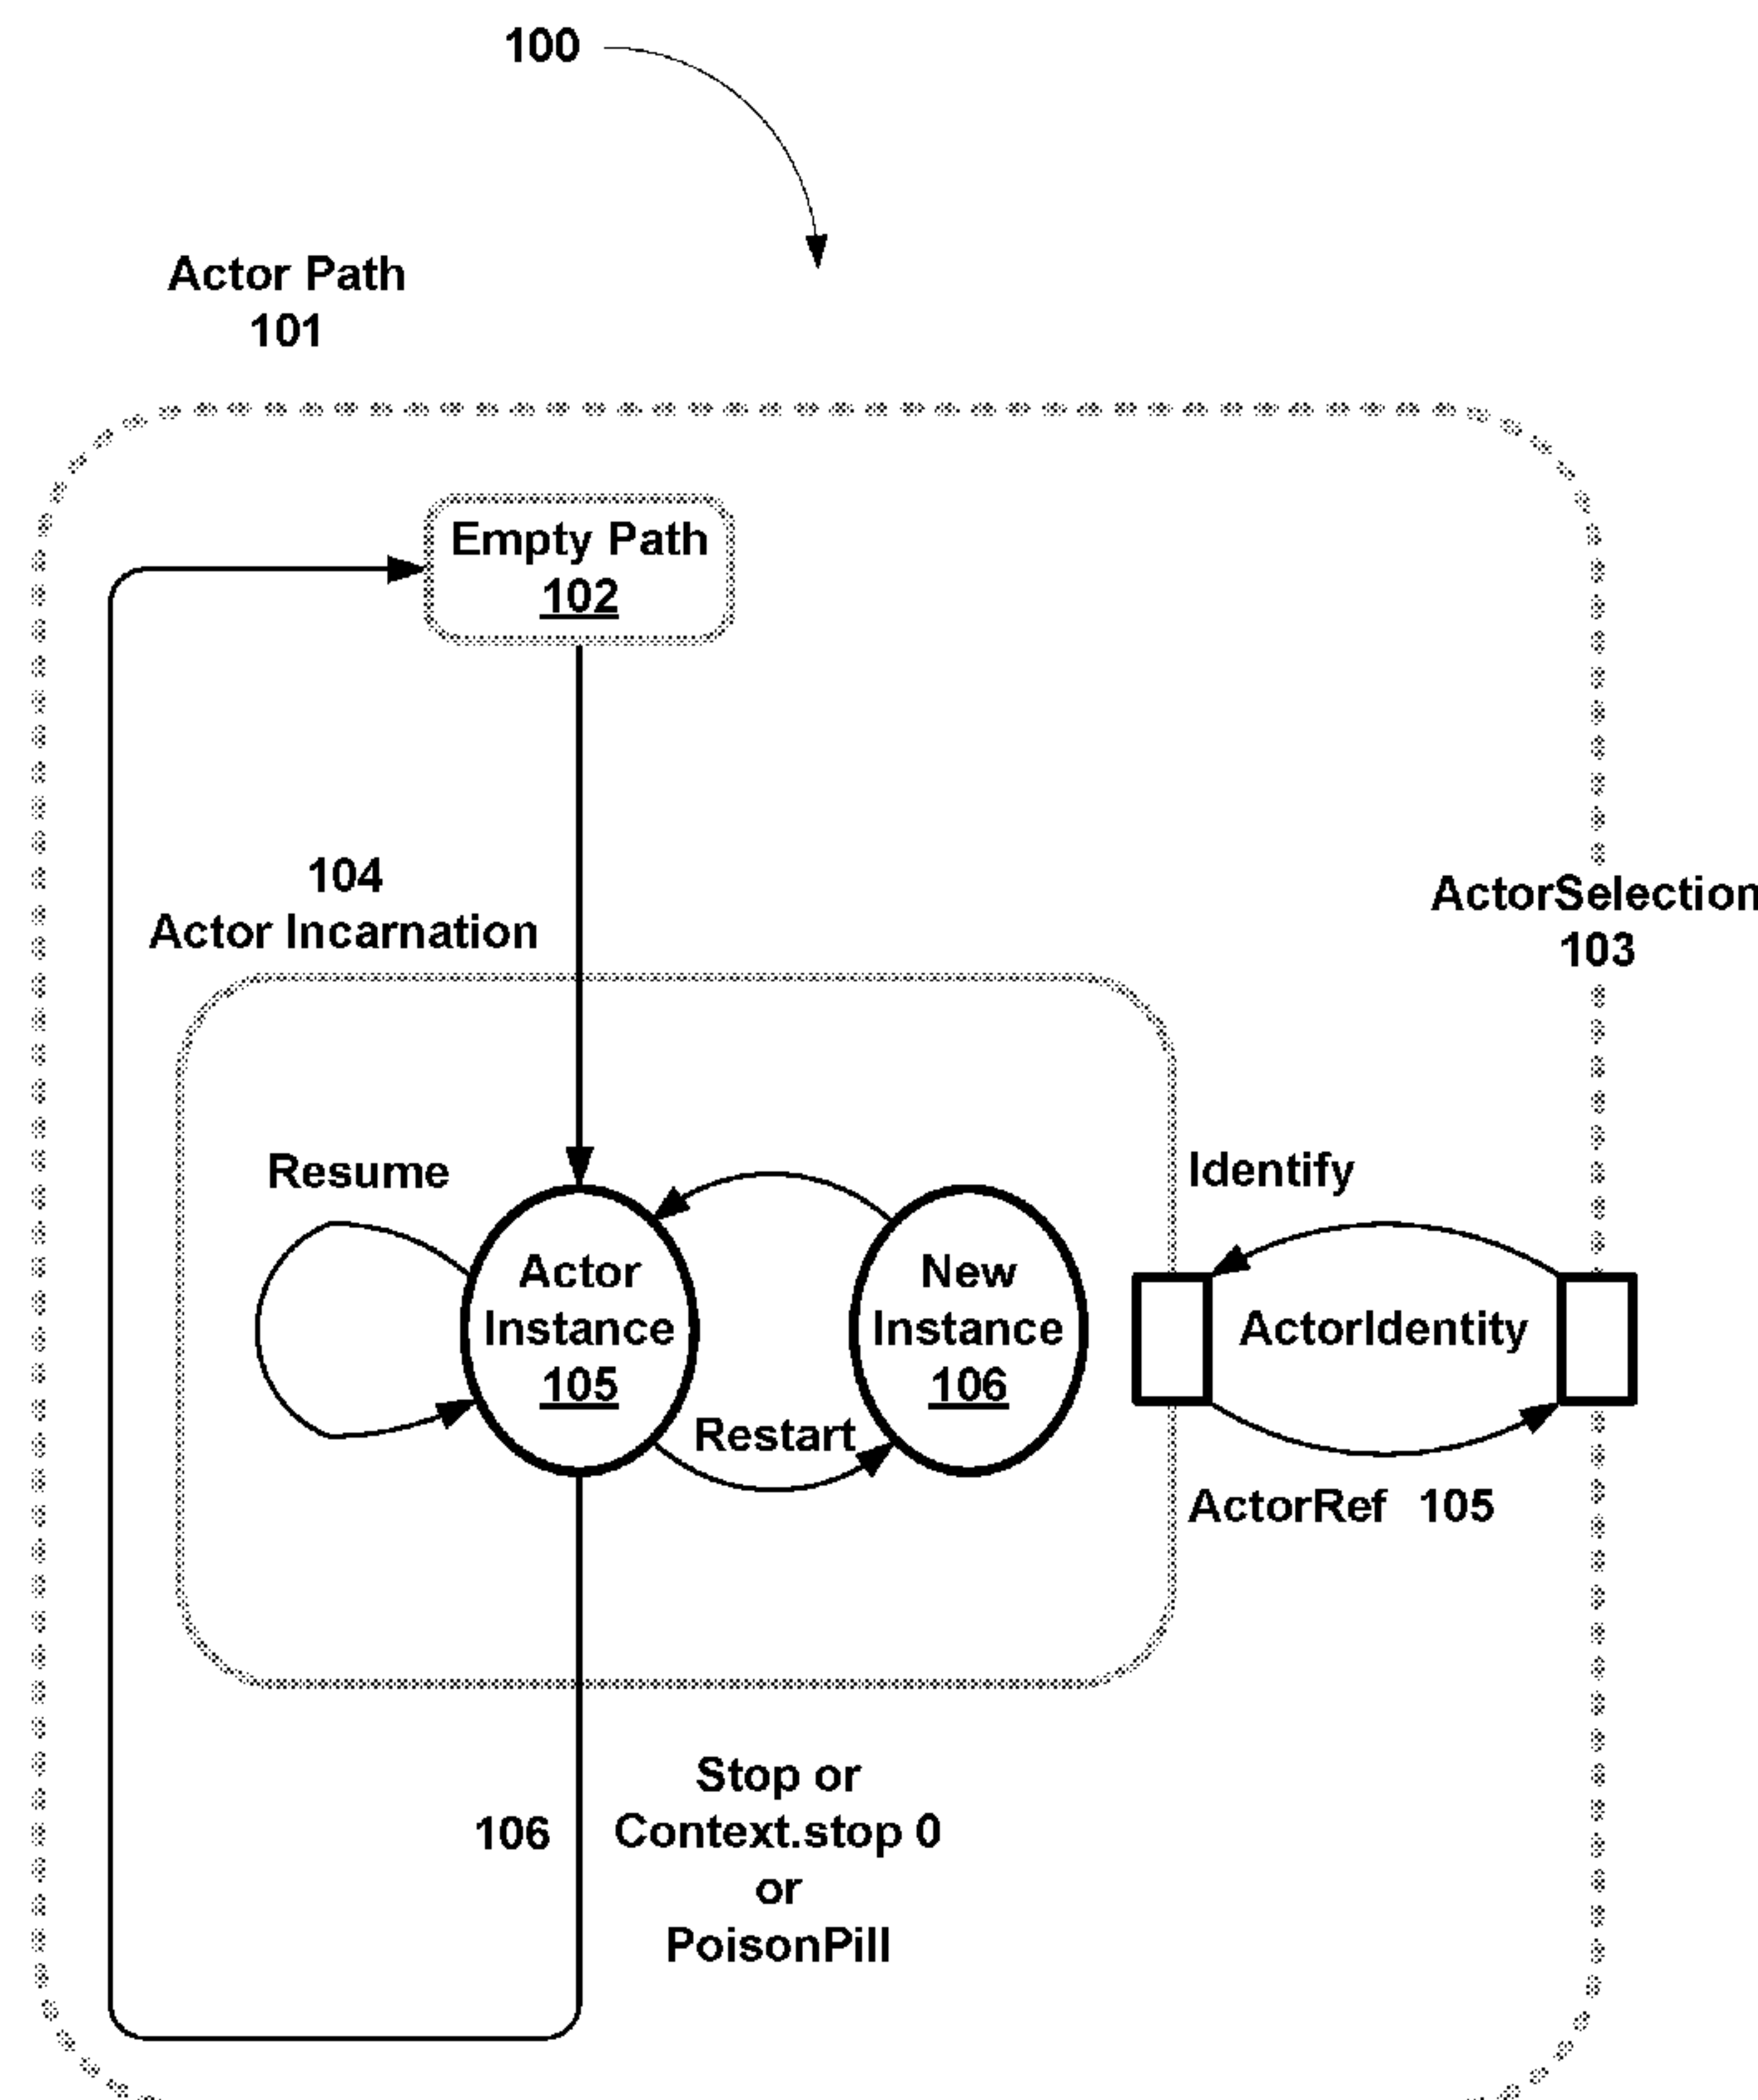 100
Actor Path
101
Empty Path
102
104
Actor Incarnation
ActorSelection
103
Resume
Identify
Actor
Instance
105
New
Instance
106
ActorIdentity
Restart
ActorRef 105
106
Stop or
Context.stop 0
or
PoisonPill